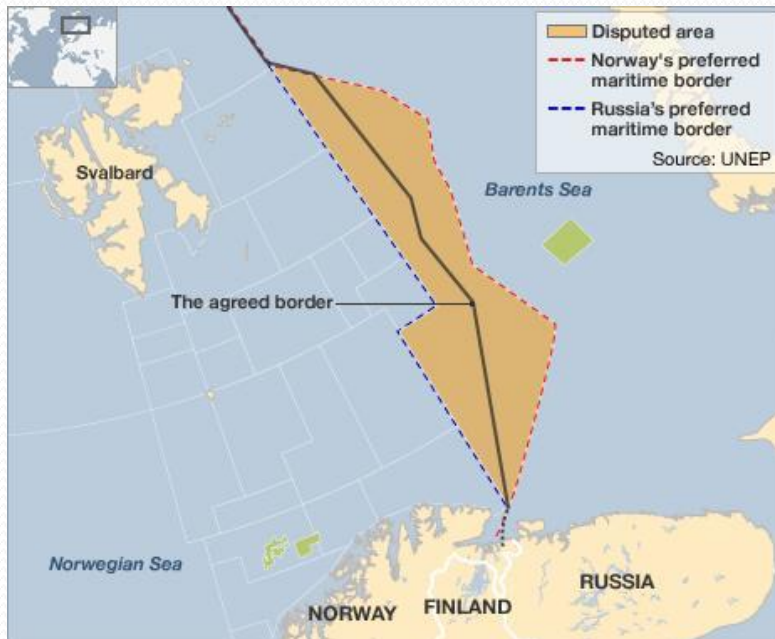 Disputed area
Norway's preferred
maritime border
Russia's preferred
maritime border
Source: UNEP
Svalbard
Barents Sea
The agreed border
Norwegian Sea
NORWAY
FINLAND
RUSSIA